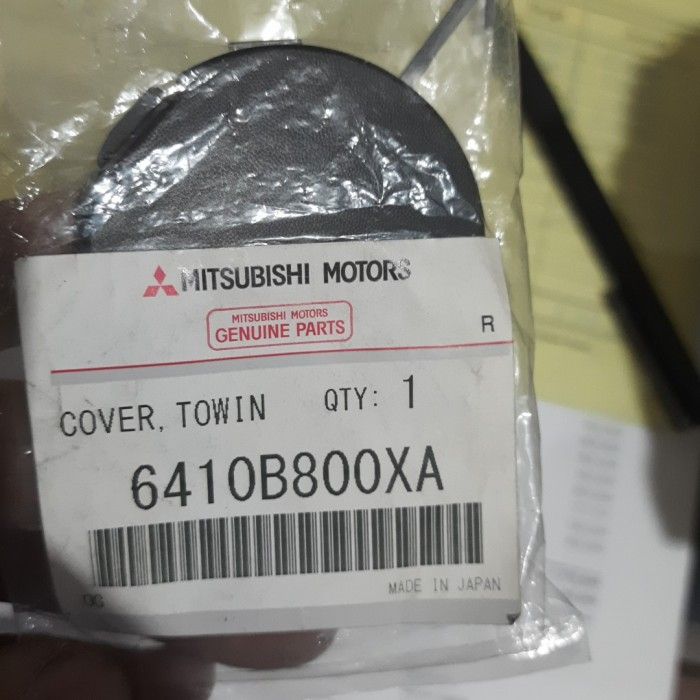 MITSUBISHI MOTORS
MITSUBISHI MOTORS
GENUINE PARTS
R
COVER, TOWIN QTY: 1
6410B800XA
MADE IN JAPAN